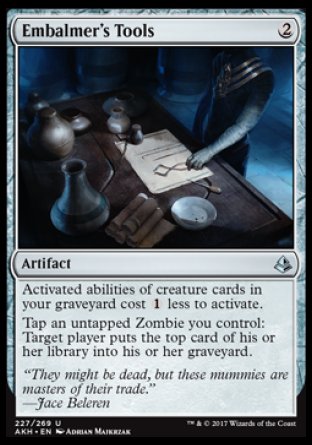 Embalmer's Tools 2
Artifact
Activated abilities of creature cards in
your graveyard cost 1 less to activate.
Tap an untapped Zombie you control:
Target player puts the top card of his or
her library into his or her graveyard.
"They might be dead, but these mummies are
masters of their trade."
—Jace Beleren
227/269 U
AKH • EN Adrian Majkrzak
™ & © 2017 Wizards of the Coast